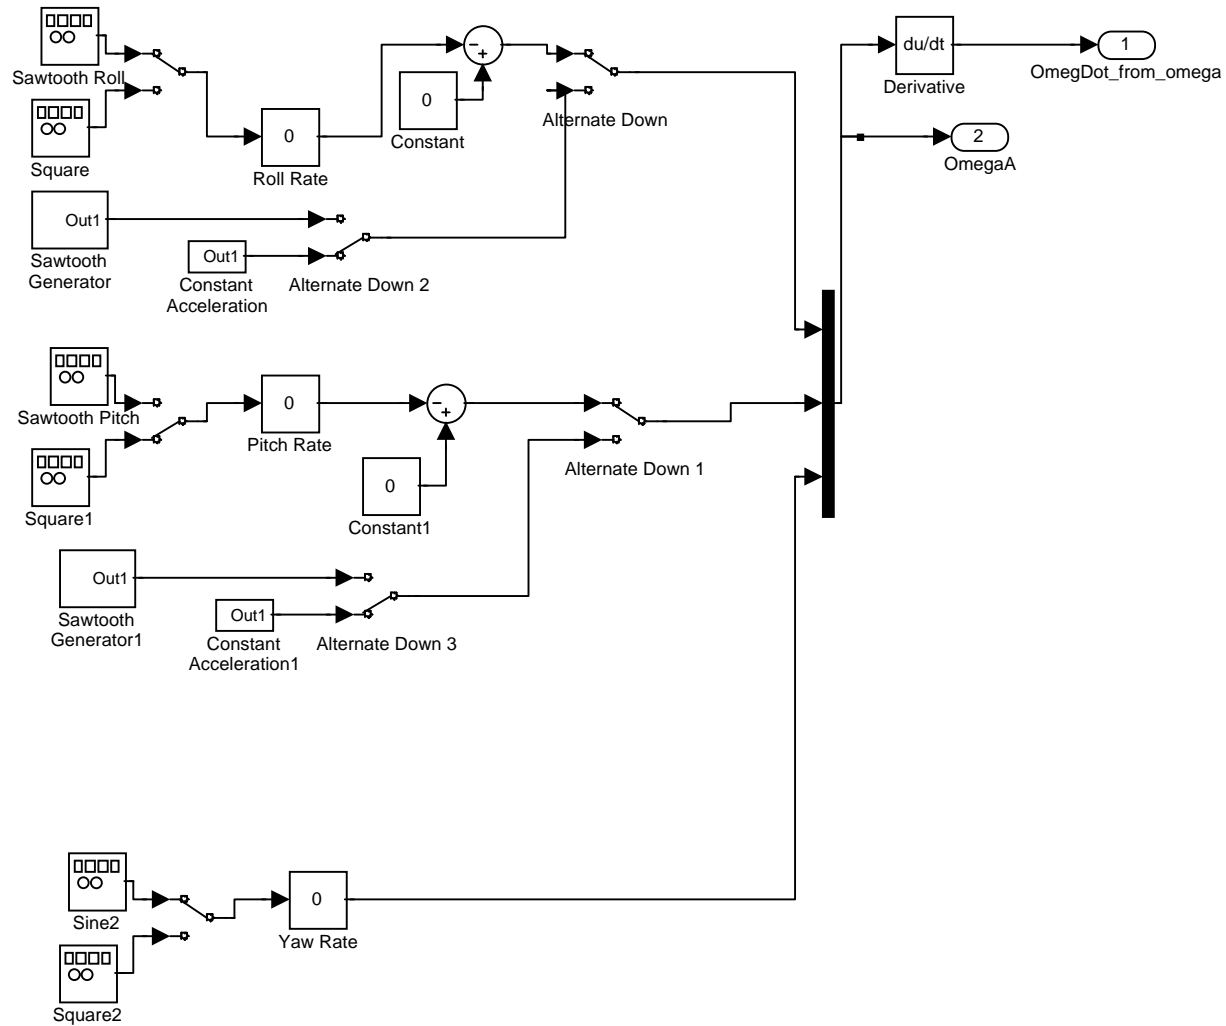 Sawtooth Roll
Square
0
Roll Rate
−
+
0
Constant
Alternate Down
du/dt
Derivative
1
OmegDot_from_omega
2
OmegaA
Out1
Sawtooth
Generator
Out1
Constant
Acceleration
Alternate Down 2
Sawtooth Pitch
Square1
0
Pitch Rate
−
+
0
Constant1
Alternate Down 1
Out1
Sawtooth
Generator1
Out1
Constant
Acceleration1
Alternate Down 3
Sine2
Square2
0
Yaw Rate